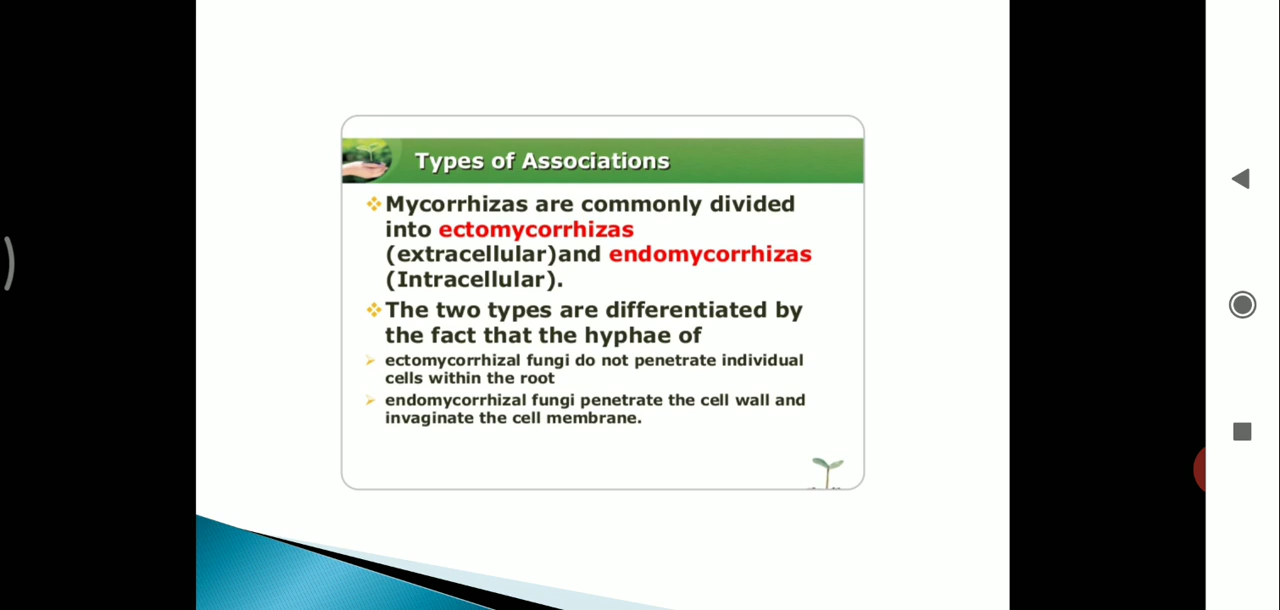 Types of Associations
Mycorrhizas are commonly divided
into ectomycorrhizas
(extracellular)and endomycorrhizas
(Intracellular).
The two types are differentiated by
the fact that the hyphae of
ectomycorrhizal fungi do not penetrate individual
cells within the root
endomycorrhizal fungi penetrate the cell wall and
invaginate the cell membrane.